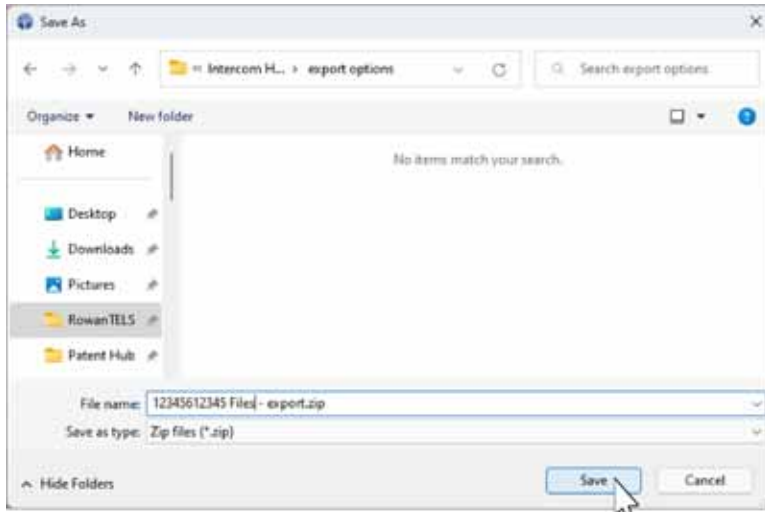 Save As
Intercom H... › export options
Search export options
Organize
New folder
Home
No items match your search.
Desktop
Downloads
Pictures
RowanTELS
Patent Hub
File name: 12345612345 Files - export.zip
Save as type: Zip files (*.zip)
Hide Folders
Save
Cancel